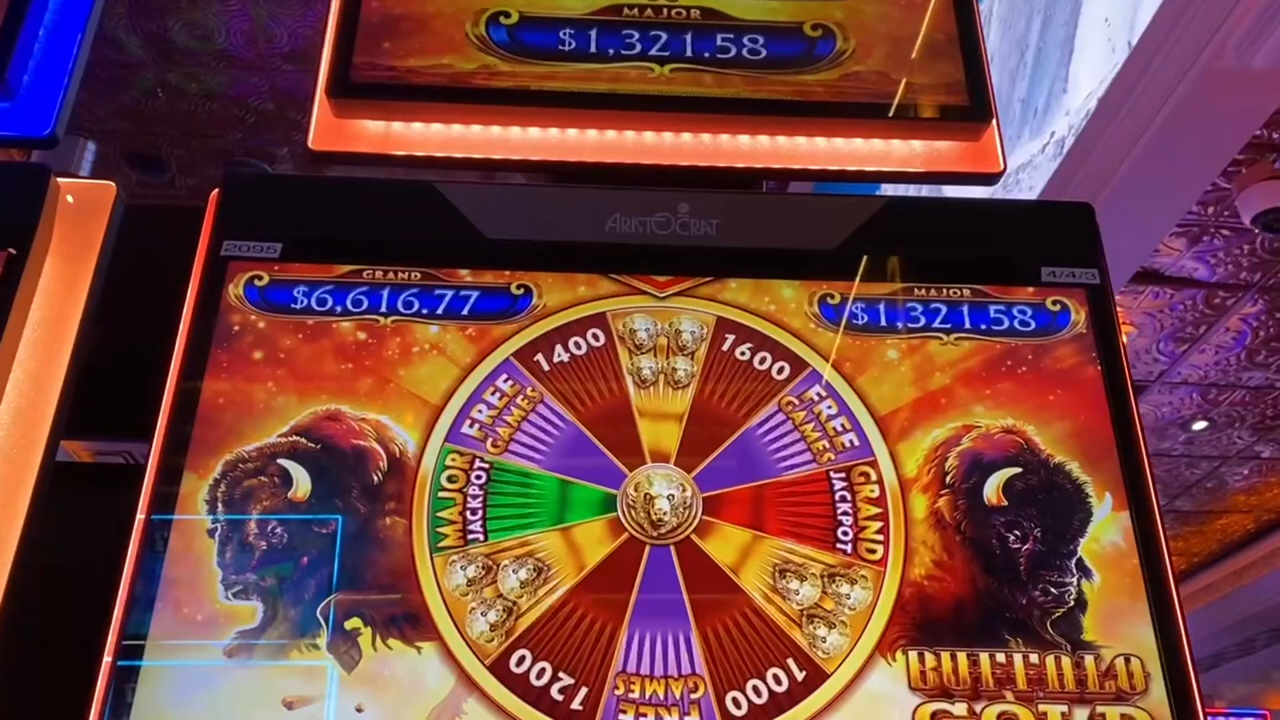 MAJOR
$1,321.58
ARISTOCRAT
2095
4/4/3
GRAND
$6,616.77
MAJOR
$1,321.58
1400
1600
FREE
GAMES
FREE
GAMES
MAJOR
JACKPOT
GRAND
JACKPOT
1200
FREE
GAMES
1000
BUFFALO
GOLD